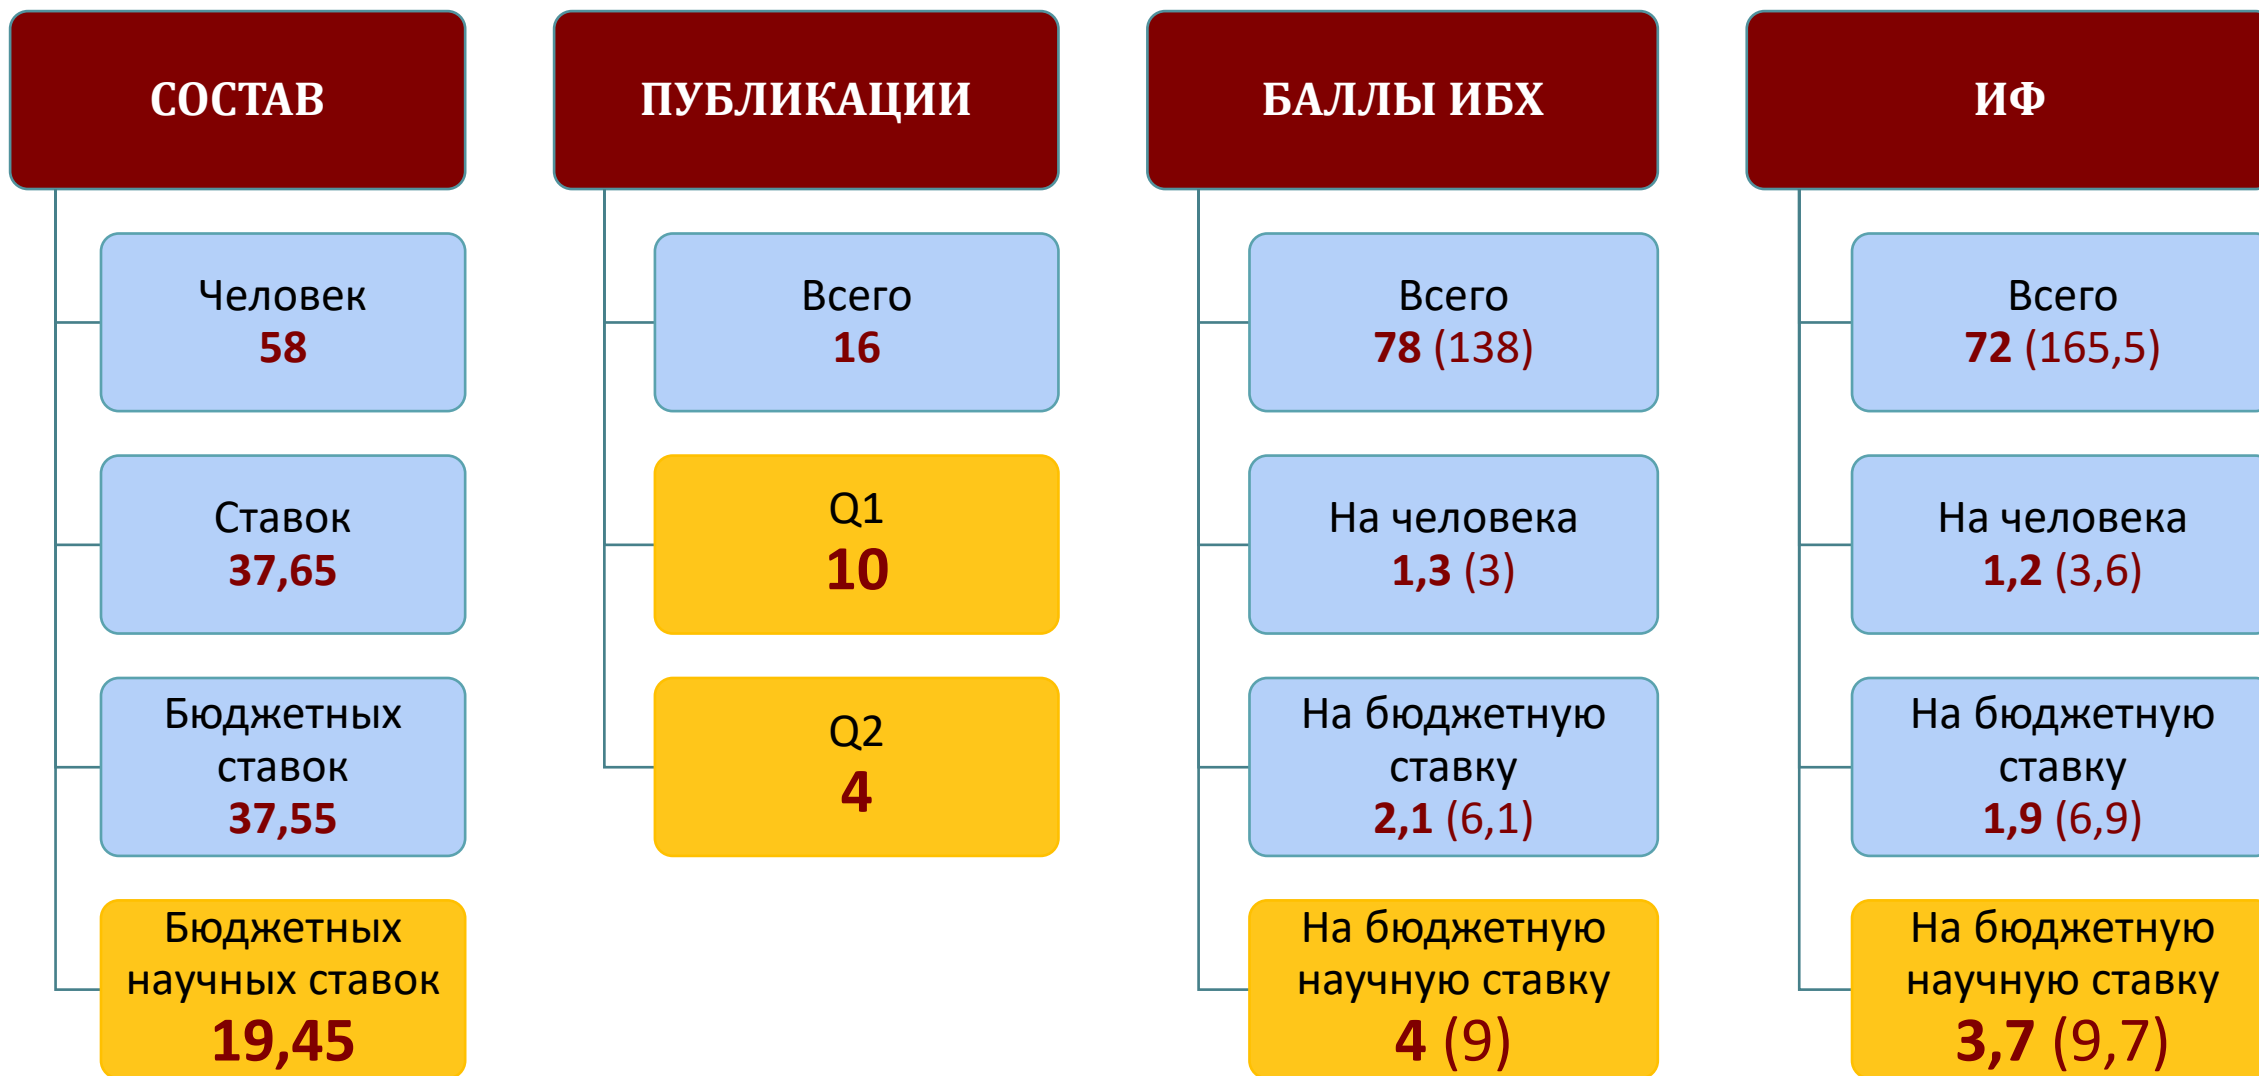 СОСТАВ
Человек
58
Ставок
37,65
Бюджетных
ставок
37,55
Бюджетных
научных ставок
19,45
ПУБЛИКАЦИИ
Всего
16
Q1
10
Q2
4
БАЛЛЫ ИБХ
Всего
78 (138)
На человека
1,3 (3)
На бюджетную
ставку
2,1 (6,1)
На бюджетную
научную ставку
4 (9)
ИФ
Всего
72 (165,5)
На человека
1,2 (3,6)
На бюджетную
ставку
1,9 (6,9)
На бюджетную
научную ставку
3,7 (9,7)